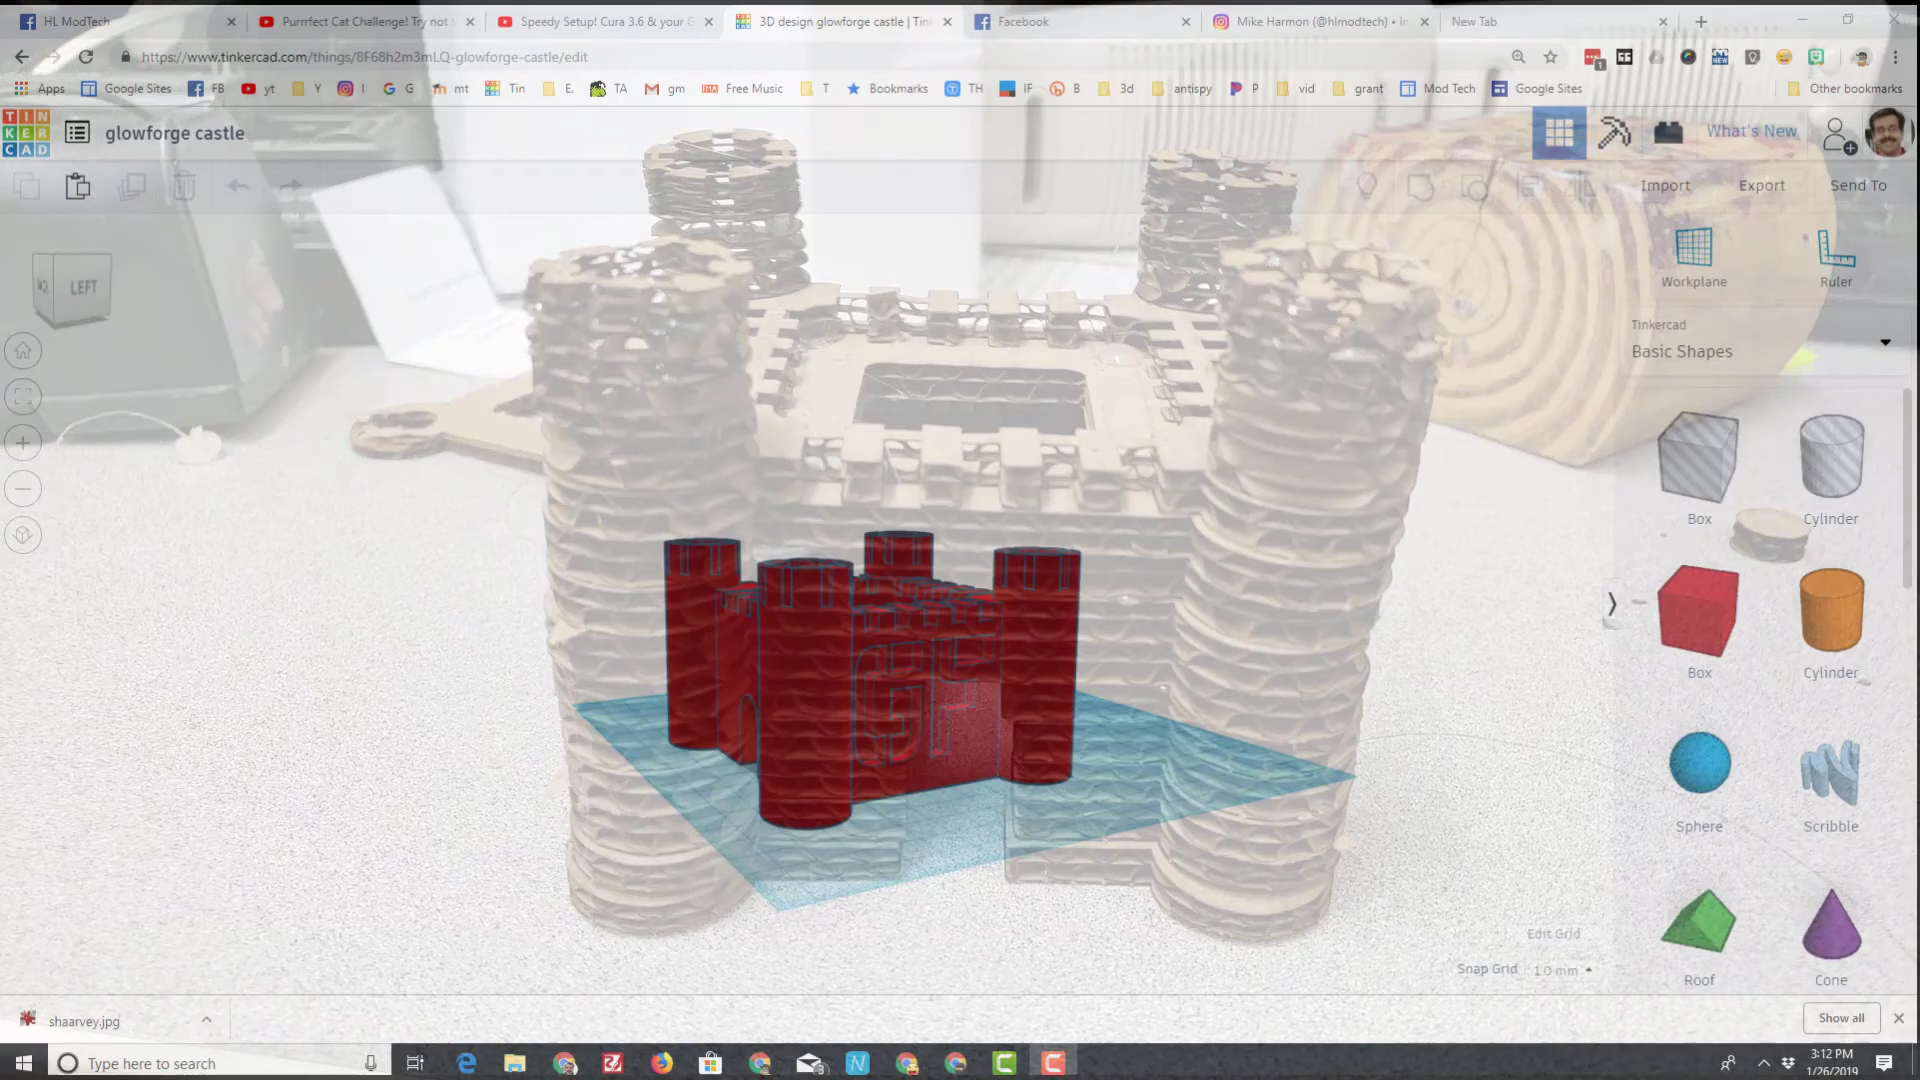 HL ModTech
Purrrfect Cat Challenge! Try not t
Speedy Setup! Cura 3.6 & your G
3D design glowforge castle | Tink
Facebook
Mike Harmon (@hlmodtech) • In
New Tab
https://www.tinkercad.com/things/8F68h2m3mLQ-glowforge-castle/edit
1
NEW
Apps
Google Sites
FB
yt
Y
I
G
mt
Tin
E.
TA
gm
Free Music
T
Bookmarks
TH
IF
B
3d
antispy
P
vid
grant
Mod Tech
Google Sites
Other bookmarks
TIN
KER
CAD
glowforge castle
What's New
Import
Export
Send To
LEFT
Workplane
Ruler
Tinkercad
Basic Shapes
Box
Cylinder
Box
Cylinder
GF
Sphere
Scribble
Roof
Cone
Edit Grid
Snap Grid 1.0 mm
shaarvey.jpg
Show all
Type here to search
3:12 PM
1/26/2019